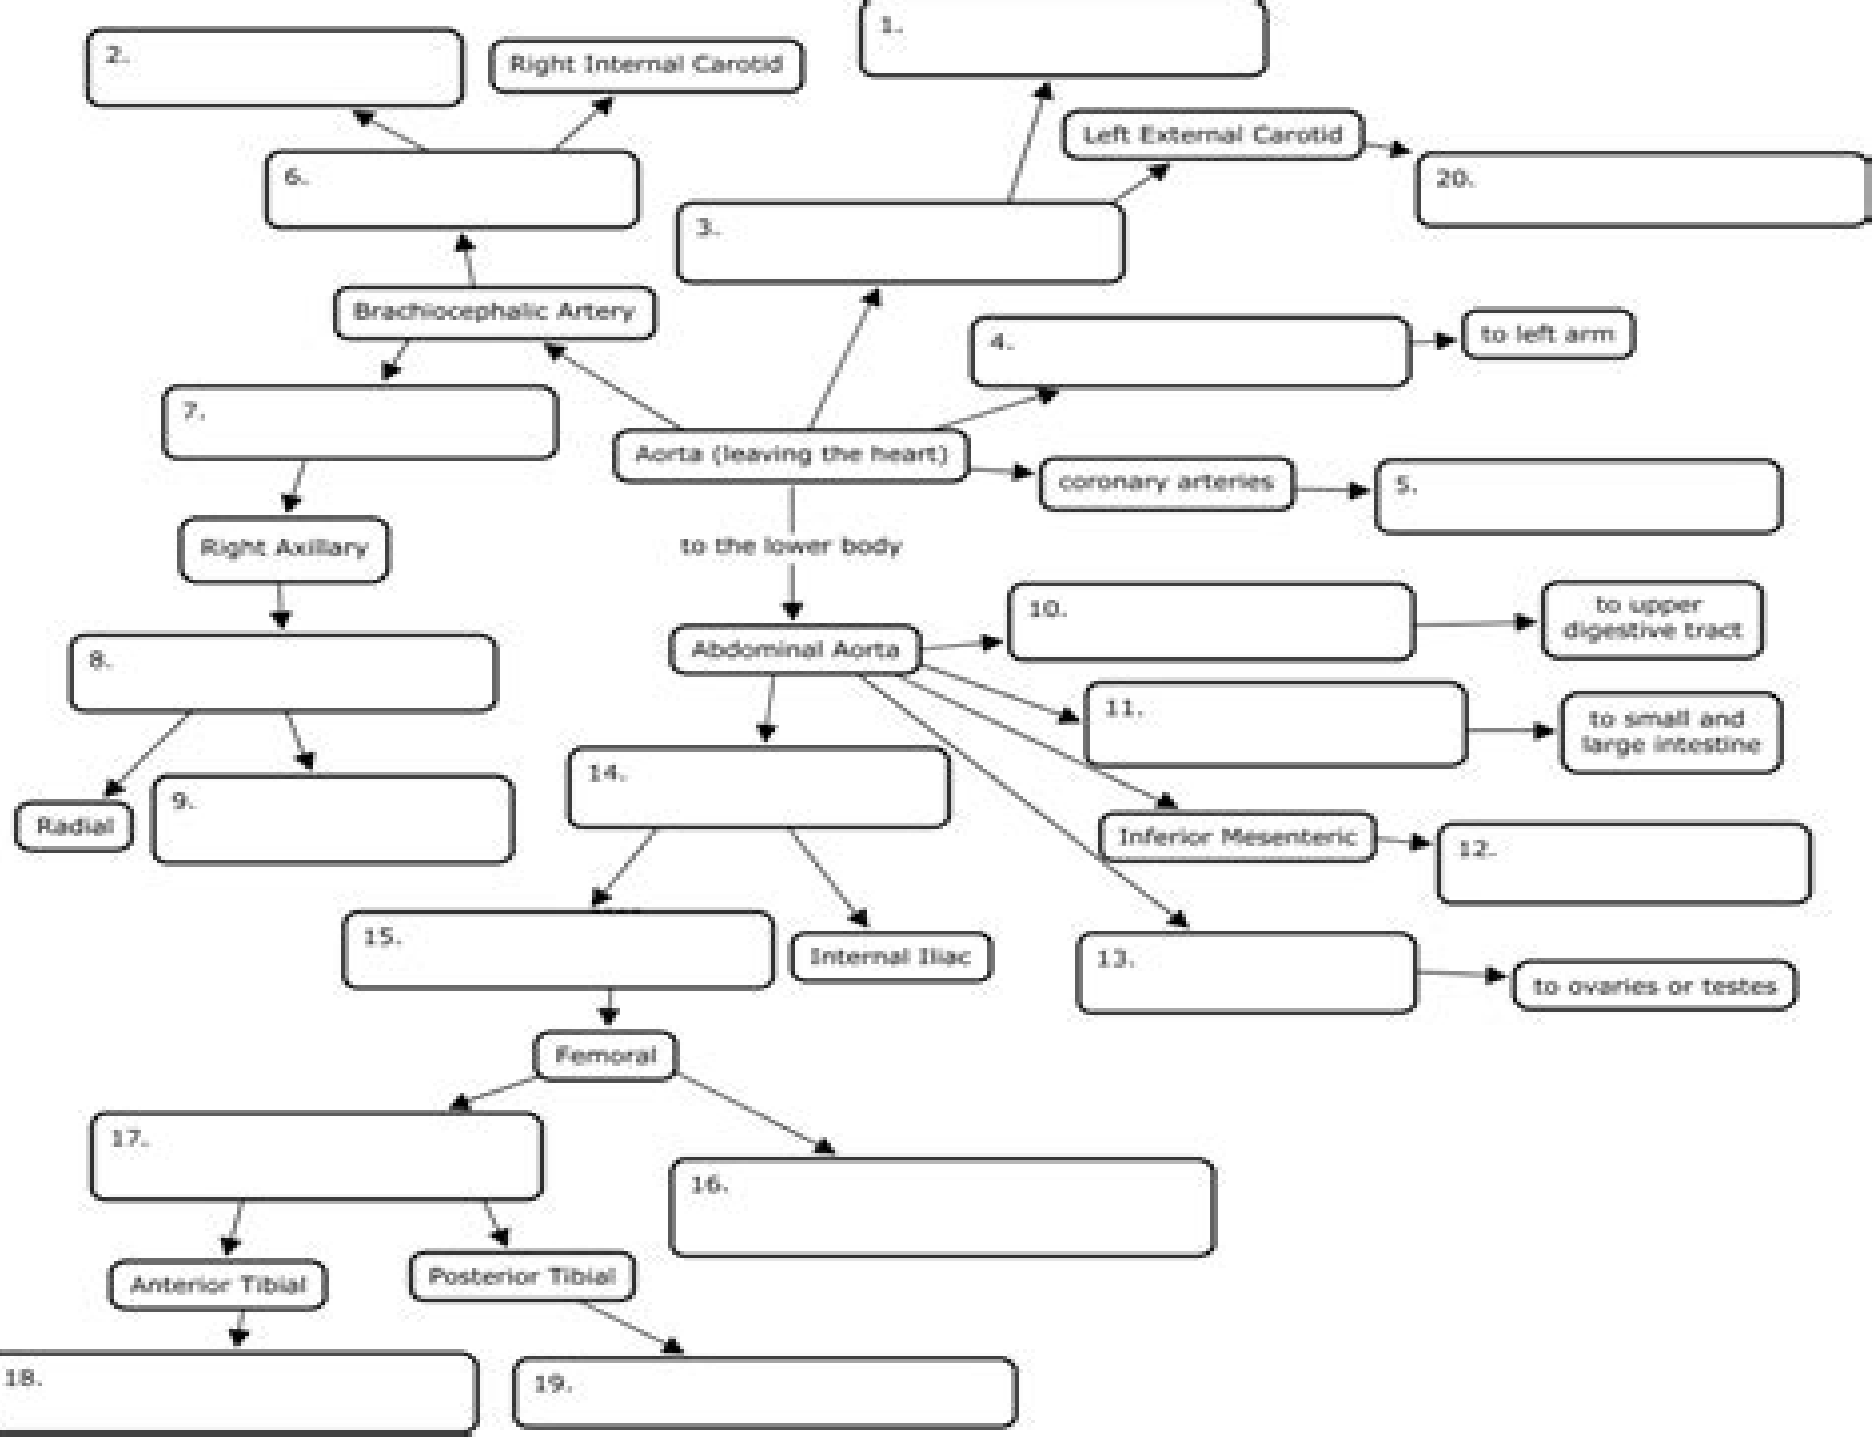 1.
2.
Right Internal Carotid
Left External Carotid
6.
20.
3.
Brachiocephalic Artery
4.
to left arm
7.
Aorta (leaving the heart)
coronary arteries
5.
Right Axillary
to the lower body
10.
to upper
digestive tract
8.
Abdominal Aorta
11.
to small and
large intestine
14.
9.
Radial
Inferior Mesenteric
12.
15.
Internal Iliac
13.
to ovaries or testes
Femoral
17.
16.
Anterior Tibial
Posterior Tibial
18.
19.